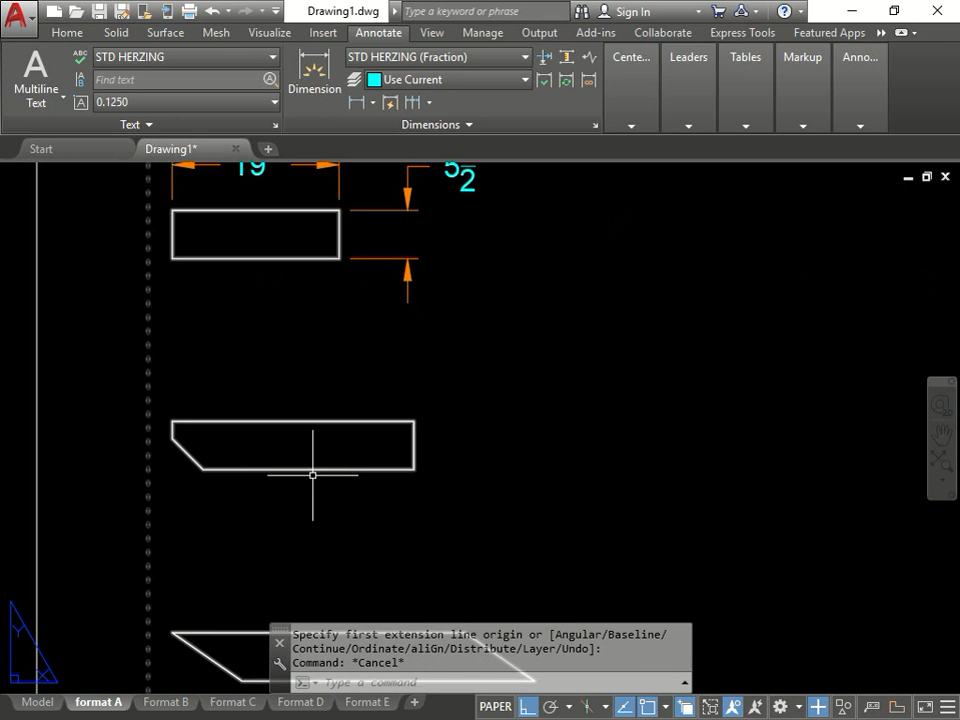 Drawing1.dwg
Type a keyword or phrase
Sign In
Home Solid Surface Mesh Visualize Insert Annotate View Manage Output Add-ins Collaborate Express Tools Featured Apps
A
ABC
STD HERZING
STD HERZING (Fraction)
Find text
Use Current
Multiline Text
0.1250
Dimension
Cente...
Leaders
Tables
Markup
Anno...
Text
Dimensions
Start
Drawing1*
19
5
2
Y
X
Specify first extension line origin or [Angular/Baseline/
Continue/Ordinate/aliGn/Distribute/Layer/Undo]:
Command: *Cancel*
Type a command
Model format A Format B Format C Format D Format E
PAPER